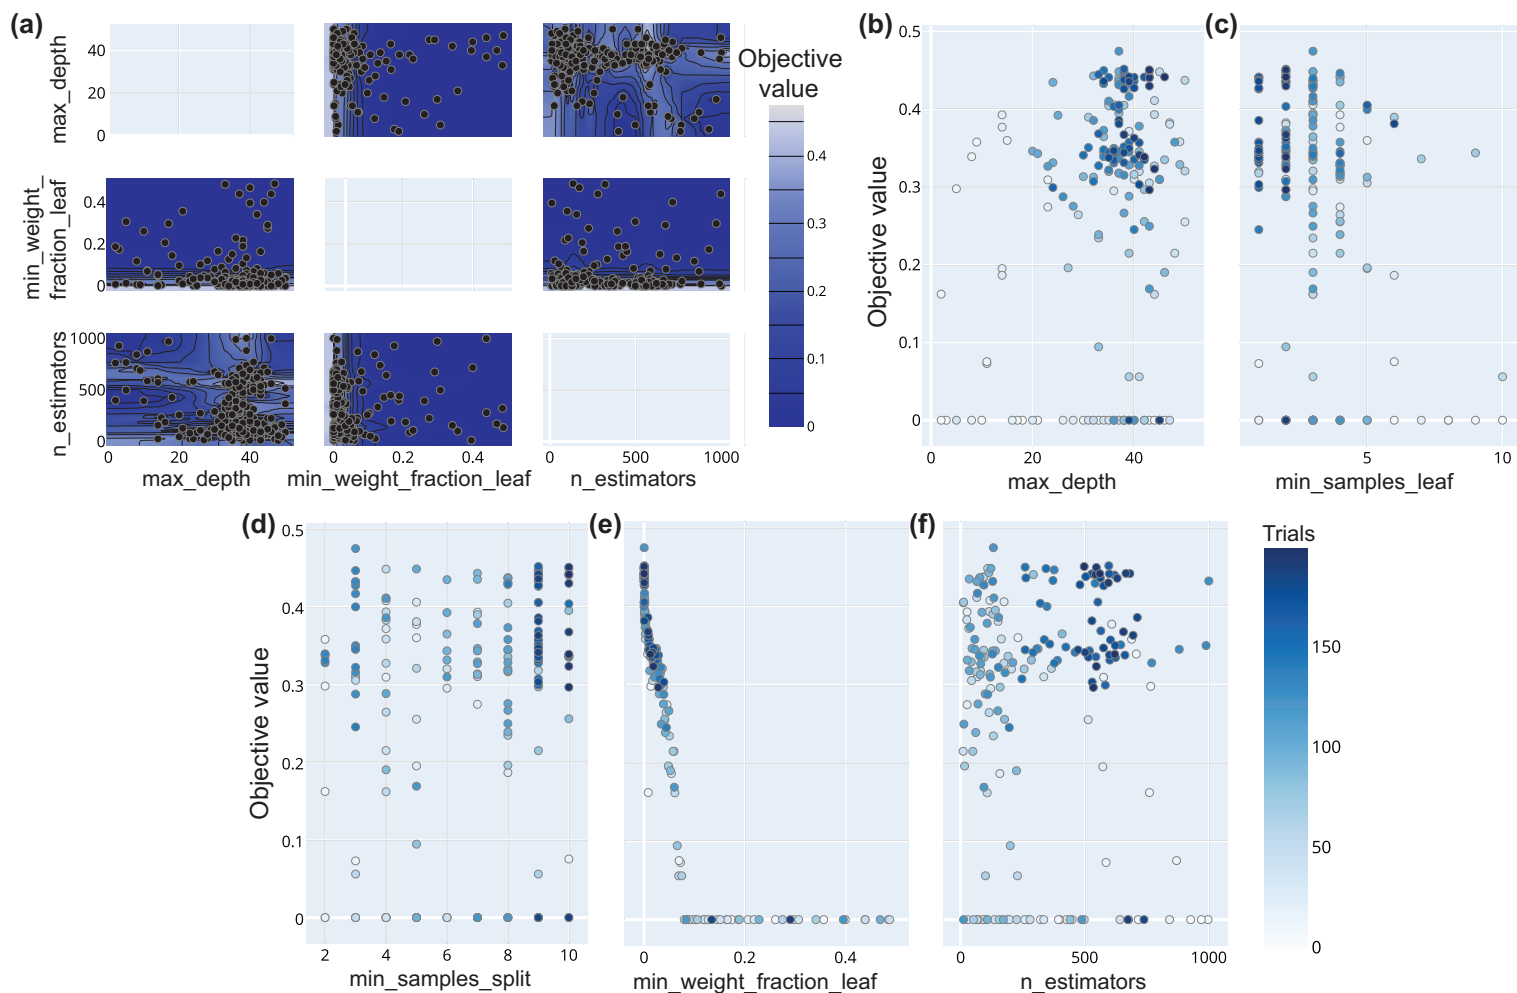 (a)
max_depth
40
20
0
min_weight_
fraction_leaf
0.4
0.2
0
n_estimators
1000
500
0
0
20
40
max_depth
0
0.2
0.4
min_weight_fraction_leaf
0
500
1000
n_estimators
Objective
value
0.4
0.3
0.2
0.1
0
(b)
Objective value
0.5
0.4
0.3
0.2
0.1
0
0
20
40
max_depth
(c)
5
10
min_samples_leaf
(d)
Objective value
0.5
0.4
0.3
0.2
0.1
0
2
4
6
8
10
min_samples_split
(e)
0
0.2
0.4
min_weight_fraction_leaf
(f)
0
500
1000
n_estimators
Trials
150
100
50
0